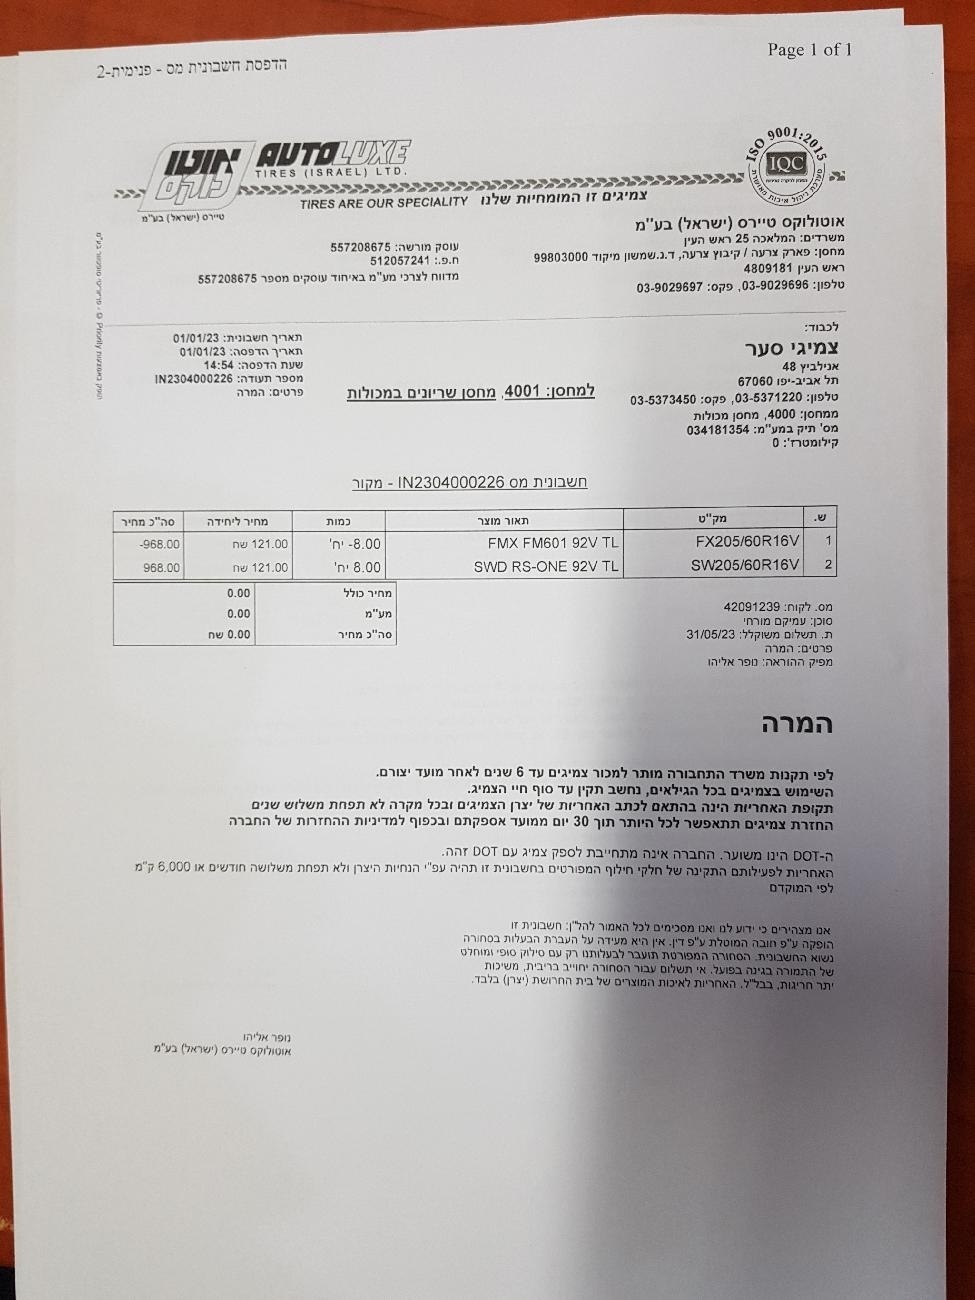 Page 1 of 1
הדפסת חשבונית מס - פנימית-2
ISO 9001:2015
IQC
מערכת ניהול איכות מאושרת
אוטו
לוקס
AUTOLUXE
TIRES (ISRAEL) LTD.
טיירס (ישראל) בע"מ
TIRES ARE OUR SPECIALITY צמיגים זו המומחיות שלנו
אוטולוקס טיירס (ישראל) בע"מ
משרדים: המלאכה 25 ראש העין
מחסן: פארק צרעה / קיבוץ צרעה, ד.נ.שמשון מיקוד 99803000
ראש העין 4809181
טלפון: 03-9029696, פקס: 03-9029697
עוסק מורשה: 557208675
ח.פ.: 512057241
מדווח לצרכי מע"מ באיחוד עוסקים מספר 557208675
לכבוד:
צמיגי סער
אנילביץ 48
תל אביב-יפו 67060
טלפון: 03-5371220, פקס: 03-5373450
ממחסן: 4000, מחסן מכולות
מס' תיק במע"מ: 034181354
קילומטרז': 0
למחסן: 4001, מחסן שריונים במכולות
תאריך חשבונית: 01/01/23
תאריך הדפסה: 01/01/23
שעת הדפסה: 14:54
מספר תעודה: IN2304000226
פרטים: המרה
חשבונית מס IN2304000226 - מקור
ש. מק"ט תאור מוצר כמות מחיר ליחידה סה"כ מחיר
1 FX205/60R16V FMX FM601 92V TL -8.00 יח' 121.00 שח -968.00
2 SW205/60R16V SWD RS-ONE 92V TL 8.00 יח' 121.00 שח 968.00
מחיר כולל 0.00
מע"מ 0.00
סה"כ מחיר 0.00 שח
מס. לקוח: 42091239
סוכן: עמיקם מורחי
ת. תשלום משוקלל: 31/05/23
פרטים: המרה
מפיק ההוראה: נופר אליהו
המרה
לפי תקנות משרד התחבורה מותר למכור צמיגים עד 6 שנים לאחר מועד יצורם.
השימוש בצמיגים בכל הגילאים, נחשב תקין עד סוף חיי הצמיג.
תקופת האחריות הינה בהתאם לכתב האחריות של יצרן הצמיגים ובכל מקרה לא תפחת משלוש שנים
החזרת צמיגים תתאפשר לכל היותר תוך 30 יום ממועד אספקתם ובכפוף למדיניות ההחזרות של החברה
ה-DOT הינו משוער. החברה אינה מתחייבת לספק צמיג עם DOT זהה.
האחריות לפעילותם התקינה של חלקי חילוף המפורטים בחשבונית זו תהיה עפ"י הנחיות היצרן ולא תפחת משלושה חודשים או 6,000 ק"מ
לפי המוקדם
אנו מצהירים כי ידוע לנו ואנו מסכימים לכל האמור להל"ן: חשבונית זו
הופקה ע"פ חובה המוטלת ע"פ דין. אין היא מעידה על העברת הבעלות בסחורה
נשוא החשבונית. הסחורה המפורטת תועבר לבעלותנו רק עם סילוק סופי ומוחלט
של התמורה בגינה בפועל. אי תשלום עבור הסחורה יחוייב בריבית, משיכות
יתר חריגות, בבל"ל. האחריות לאיכות המוצרים של בית החרושת (יצרן) בלבד.
נופר אליהו
אוטולוקס טיירס (ישראל) בע"מ